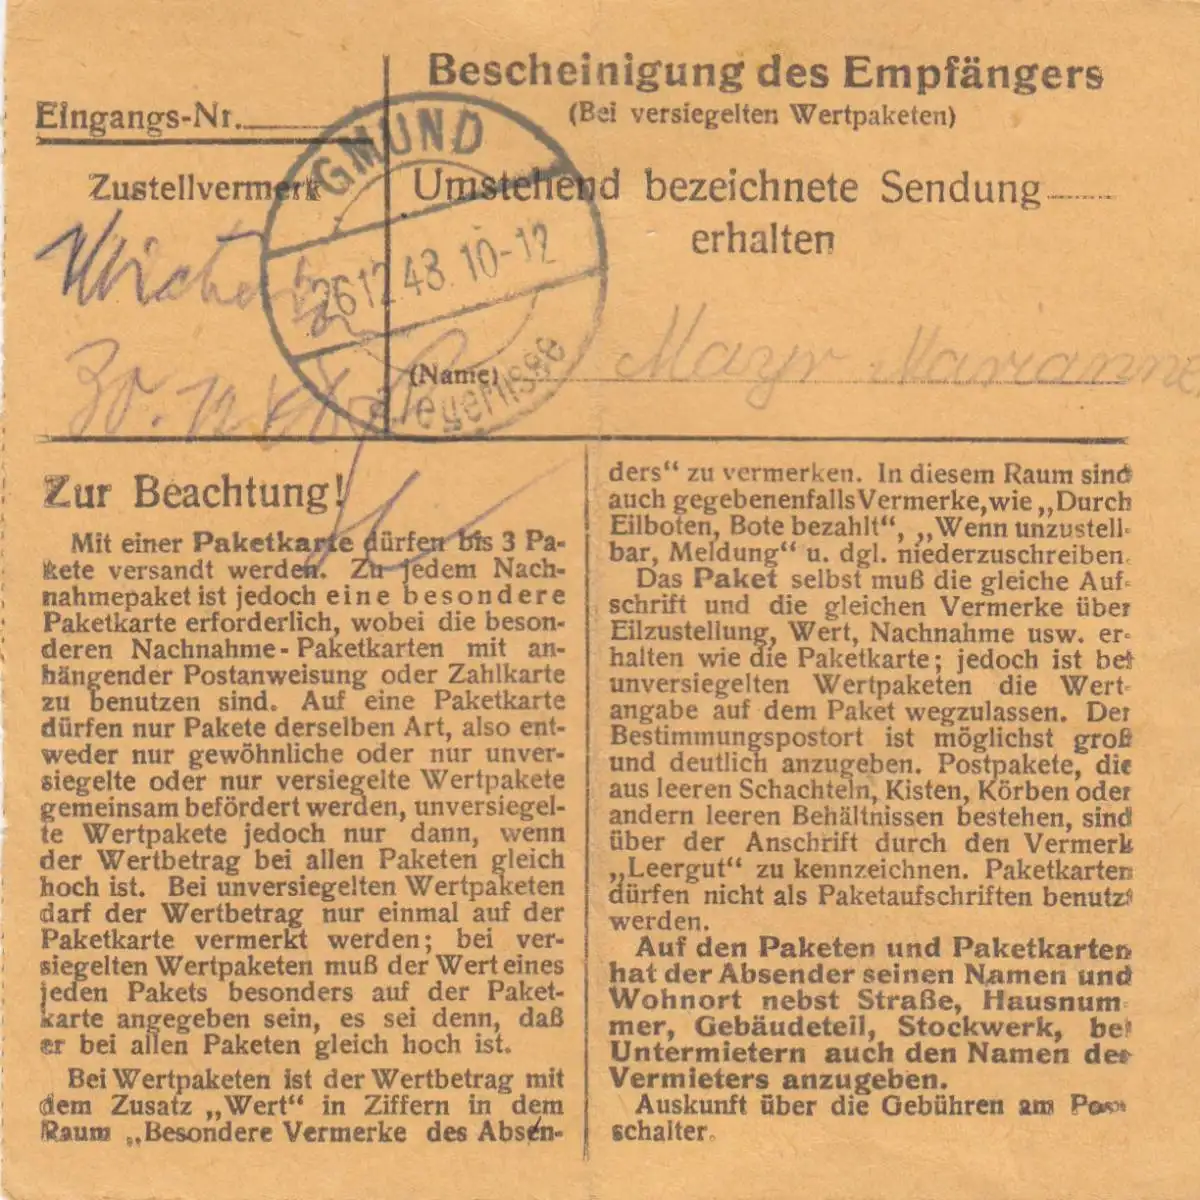 Eingangs-Nr.
Zustellvermerk
Bescheinigung des Empfängers
(Bei versiegelten Wertpaketen)
Umstehend bezeichnete Sendung
erhalten
GMUND
26.12.43.10-12
a. Tegernsee
(Name) Mayr Marianne
Zur Beachtung!
Mit einer Paketkarte dürfen bis 3 Pa-
kete versandt werden. Zu jedem Nach-
nahmepaket ist jedoch eine besondere
Paketkarte erforderlich, wobei die beson-
deren Nachnahme-Paketkarten mit an-
hängender Postanweisung oder Zahlkarte
zu benutzen sind. Auf eine Paketkarte
dürfen nur Pakete derselben Art, also ent-
weder nur gewöhnliche oder nur unver-
siegelte oder nur versiegelte Wertpakete
gemeinsam befördert werden, unversiegel-
te Wertpakete jedoch nur dann, wenn
der Wertbetrag bei allen Paketen gleich
hoch ist. Bei unversiegelten Wertpaketen
darf der Wertbetrag nur einmal auf der
Paketkarte vermerkt werden; bei ver-
siegelten Wertpaketen muß der Wert eines
jeden Pakets besonders auf der Paket-
karte angegeben sein, es sei denn, daß
er bei allen Paketen gleich hoch ist.
Bei Wertpaketen ist der Wertbetrag mit
dem Zusatz „Wert“ in Ziffern in dem
Raum „Besondere Vermerke des Absen-
ders“ zu vermerken. In diesem Raum sind
auch gegebenenfalls Vermerke, wie „Durch
Eilboten, Bote bezahlt“, „Wenn unzustell-
bar, Meldung“ u. dgl. niederzuschreiben.
Das Paket selbst muß die gleiche Auf-
schrift und die gleichen Vermerke über
Eilzustellung, Wert, Nachnahme usw. er-
halten wie die Paketkarte; jedoch ist bei
unversiegelten Wertpaketen die Wert-
angabe auf dem Paket wegzulassen. Der
Bestimmungspostort ist möglichst groß
und deutlich anzugeben. Postpakete, die
aus leeren Schachteln, Kisten, Körben oder
andern leeren Behältnissen bestehen, sind
über der Anschrift durch den Vermerk
„Leergut“ zu kennzeichnen. Paketkarten
dürfen nicht als Paketaufschriften benutzt
werden.
Auf den Paketen und Paketkarten
hat der Absender seinen Namen und
Wohnort nebst Straße, Hausnum-
mer, Gebäudeteil, Stockwerk, bei
Untermietern auch den Namen des
Vermieters anzugeben.
Auskunft über die Gebühren am Post-
schalter.